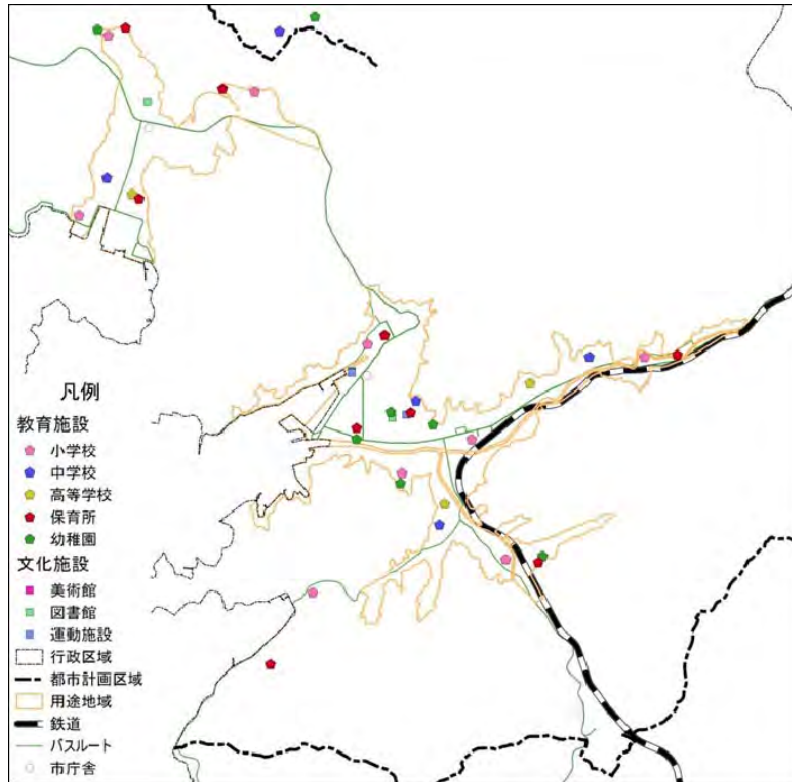 凡例
教育施設
小学校
中学校
高等学校
保育所
幼稚園
文化施設
美術館
図書館
運動施設
行政区域
都市計画区域
用途地域
鉄道
バスルート
市庁舎